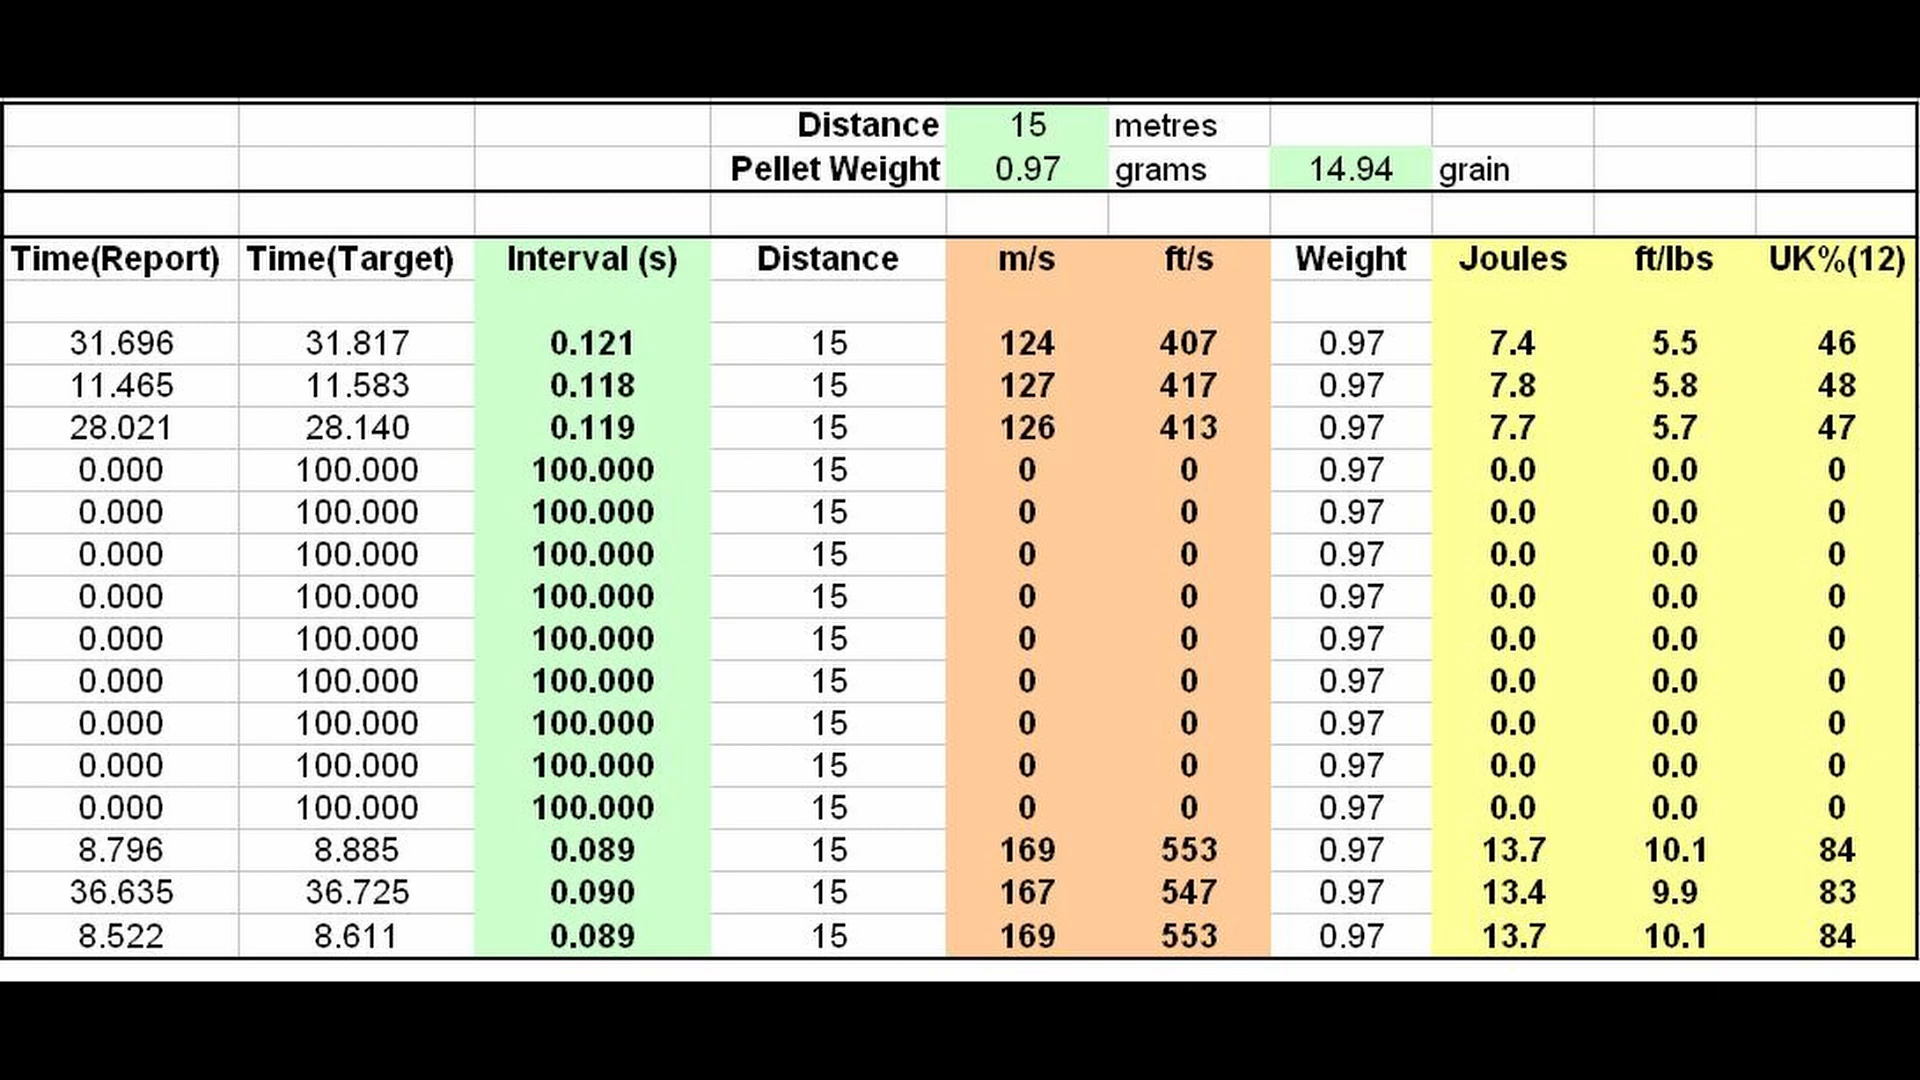 Distance 15 metres
Pellet Weight 0.97 grams 14.94 grain
Time(Report) Time(Target) Interval (s) Distance m/s ft/s Weight Joules ft/lbs UK%(12)
31.696 31.817 0.121 15 124 407 0.97 7.4 5.5 46
11.465 11.583 0.118 15 127 417 0.97 7.8 5.8 48
28.021 28.140 0.119 15 126 413 0.97 7.7 5.7 47
0.000 100.000 100.000 15 0 0 0.97 0.0 0.0 0
0.000 100.000 100.000 15 0 0 0.97 0.0 0.0 0
0.000 100.000 100.000 15 0 0 0.97 0.0 0.0 0
0.000 100.000 100.000 15 0 0 0.97 0.0 0.0 0
0.000 100.000 100.000 15 0 0 0.97 0.0 0.0 0
0.000 100.000 100.000 15 0 0 0.97 0.0 0.0 0
0.000 100.000 100.000 15 0 0 0.97 0.0 0.0 0
0.000 100.000 100.000 15 0 0 0.97 0.0 0.0 0
0.000 100.000 100.000 15 0 0 0.97 0.0 0.0 0
8.796 8.885 0.089 15 169 553 0.97 13.7 10.1 84
36.635 36.725 0.090 15 167 547 0.97 13.4 9.9 83
8.522 8.611 0.089 15 169 553 0.97 13.7 10.1 84